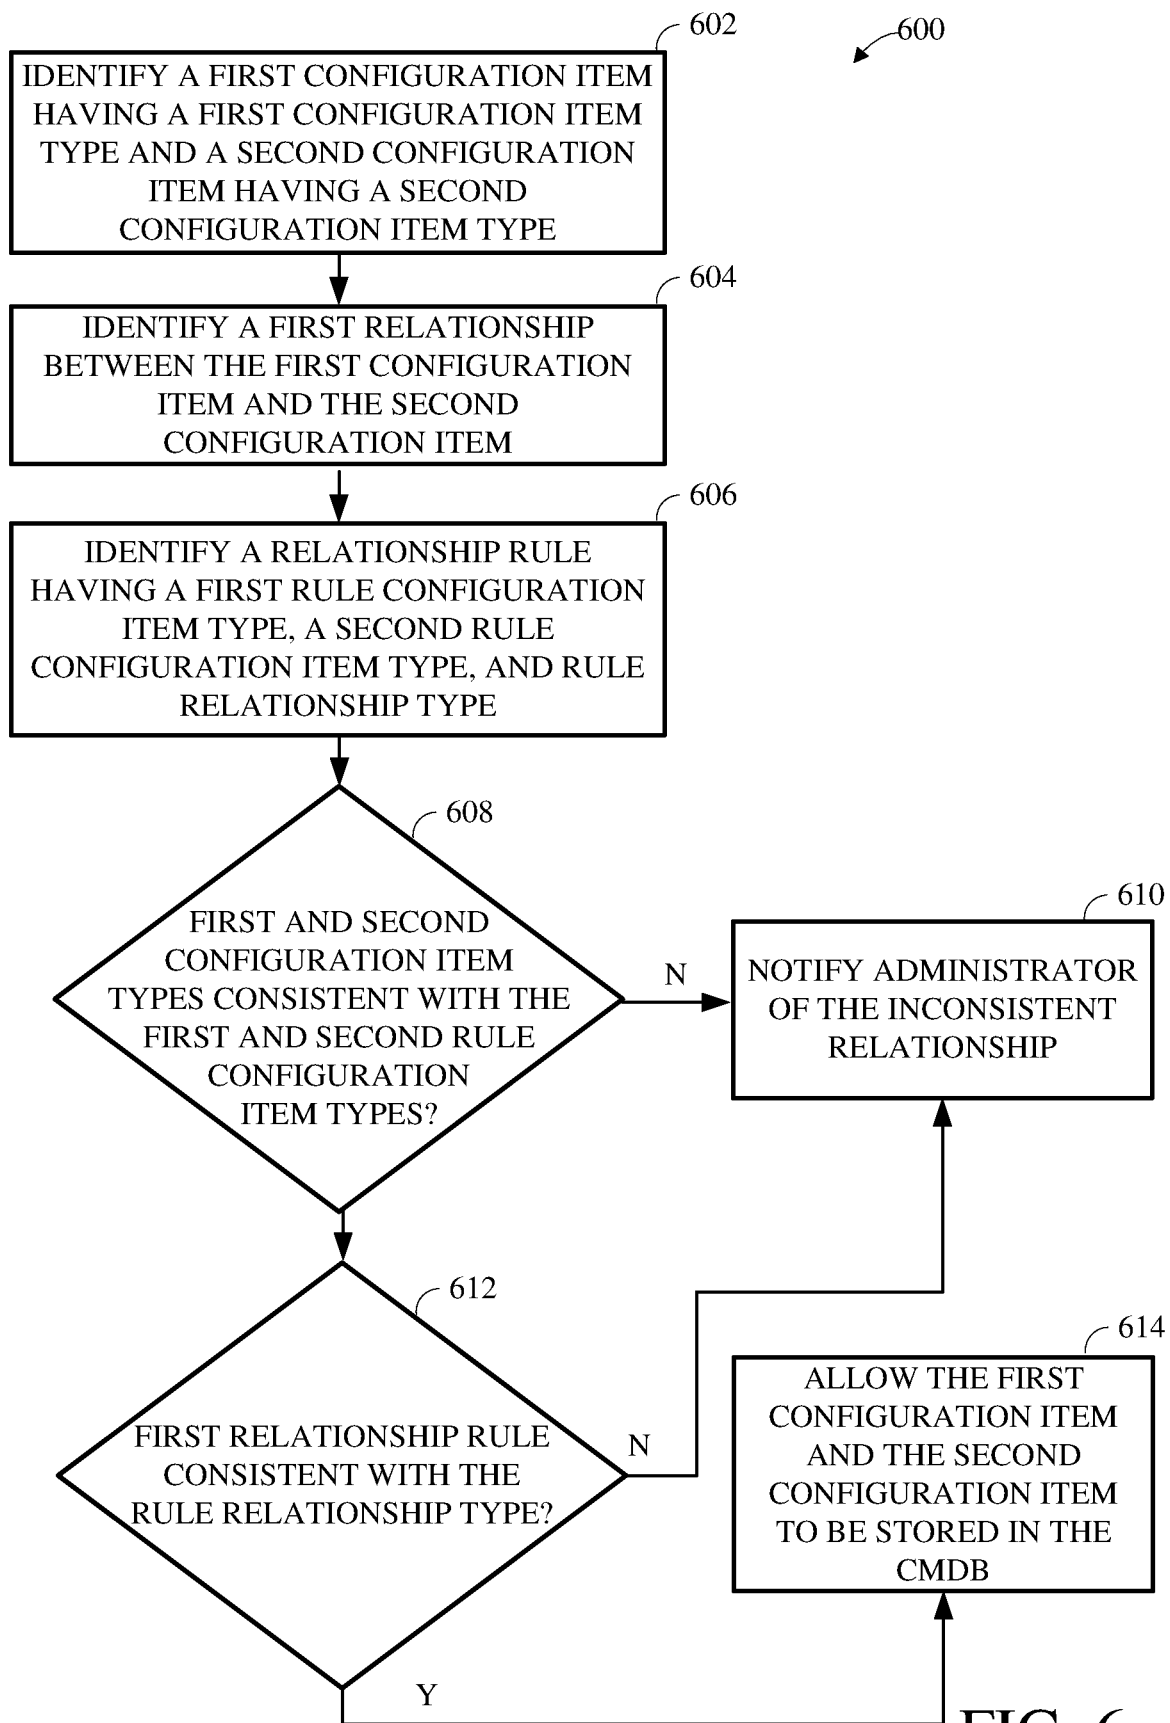 602
600
IDENTIFY A FIRST CONFIGURATION ITEM
HAVING A FIRST CONFIGURATION ITEM
TYPE AND A SECOND CONFIGURATION
ITEM HAVING A SECOND
CONFIGURATION ITEM TYPE
604
IDENTIFY A FIRST RELATIONSHIP
BETWEEN THE FIRST CONFIGURATION
ITEM AND THE SECOND
CONFIGURATION ITEM
606
IDENTIFY A RELATIONSHIP RULE
HAVING A FIRST RULE CONFIGURATION
ITEM TYPE, A SECOND RULE
CONFIGURATION ITEM TYPE, AND RULE
RELATIONSHIP TYPE
608
FIRST AND SECOND
CONFIGURATION ITEM
TYPES CONSISTENT WITH THE
FIRST AND SECOND RULE
CONFIGURATION
ITEM TYPES?
N
610
NOTIFY ADMINISTRATOR
OF THE INCONSISTENT
RELATIONSHIP
612
FIRST RELATIONSHIP RULE
CONSISTENT WITH THE
RULE RELATIONSHIP TYPE?
N
614
ALLOW THE FIRST
CONFIGURATION ITEM
AND THE SECOND
CONFIGURATION ITEM
TO BE STORED IN THE
CMDB
Y
FIG. 6